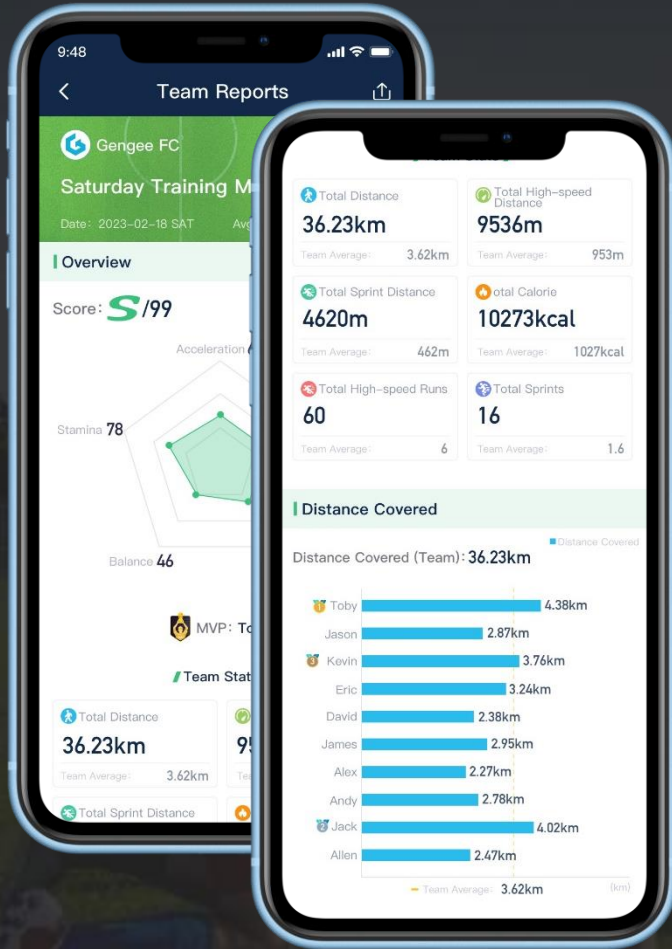 9:48
Team Reports
Gengee FC
Saturday Training M
Date: 2023-02-18 SAT
Overview
Score: S/99
Acceleration
Stamina 78
Balance 46
MVP:
Team Stat
Total Distance
36.23km
Team Average: 3.62km
Total Sprint Distance
Total Distance
36.23km
Team Average: 3.62km
Total High-speed Distance
9536m
Team Average: 953m
Total Sprint Distance
4620m
Team Average: 462m
otal Calorie
10273kcal
Team Average: 1027kcal
Total High-speed Runs
60
Team Average: 6
Total Sprints
16
Team Average: 1.6
Distance Covered
Distance Covered
Distance Covered (Team): 36.23km
1 Toby 4.38km
Jason 2.87km
3 Kevin 3.76km
Eric 3.24km
David 2.38km
James 2.95km
Alex 2.27km
Andy 2.78km
2 Jack 4.02km
Allen 2.47km
Team Average: 3.62km (km)